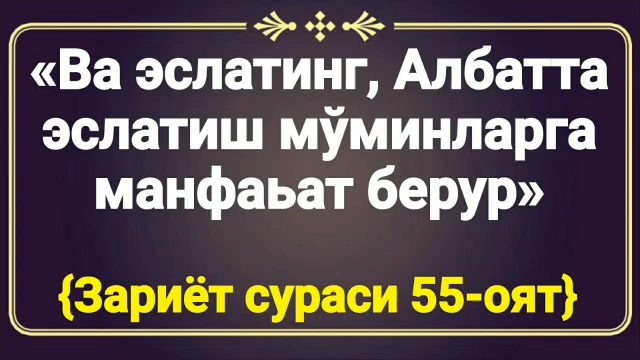 «Ва эслатинг, Албатта
эслатиш мўминларга
манфаьат берур»
{Зариёт сураси 55-оят}